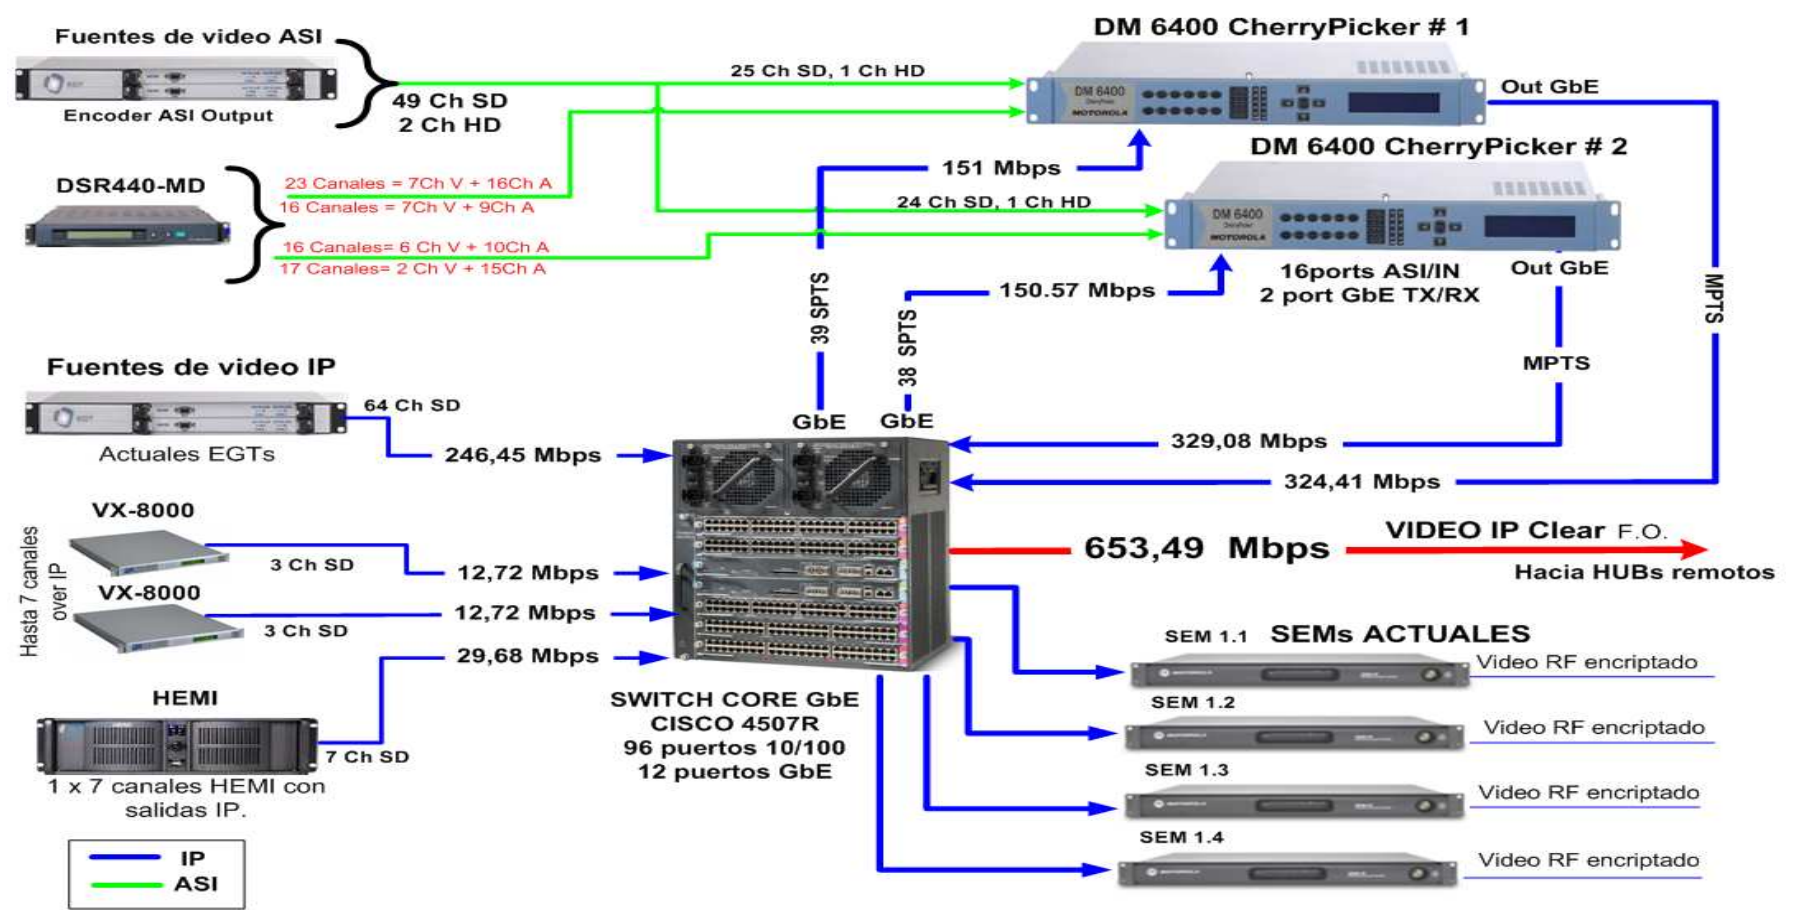 Fuentes de video ASI
Encoder ASI Output
49 Ch SD
2 Ch HD
25 Ch SD, 1 Ch HD
DM 6400 CherryPicker # 1
DM 6400
MOTOROLA
Out GbE
DSR440-MD
23 Canales = 7Ch V + 16Ch A
16 Canales = 7Ch V + 9Ch A
16 Canales= 6 Ch V + 10Ch A
17 Canales= 2 Ch V + 15Ch A
151 Mbps
24 Ch SD, 1 Ch HD
DM 6400 CherryPicker # 2
DM 6400
MOTOROLA
16ports ASI/IN
2 port GbE TX/RX
Out GbE
150.57 Mbps
39 SPTS
38 SPTS
MPTS
MPTS
GbE
GbE
Fuentes de video IP
64 Ch SD
Actuales EGTs
246,45 Mbps
329,08 Mbps
324,41 Mbps
Hasta 7 canales
over IP
VX-8000
3 Ch SD
12,72 Mbps
VX-8000
3 Ch SD
12,72 Mbps
29,68 Mbps
653,49 Mbps
VIDEO IP Clear F.O.
Hacia HUBs remotos
HEMI
7 Ch SD
1 x 7 canales HEMI con
salidas IP.
SWITCH CORE GbE
CISCO 4507R
96 puertos 10/100
12 puertos GbE
SEM 1.1 SEMs ACTUALES
Video RF encriptado
SEM 1.2
Video RF encriptado
SEM 1.3
Video RF encriptado
SEM 1.4
Video RF encriptado
IP
ASI